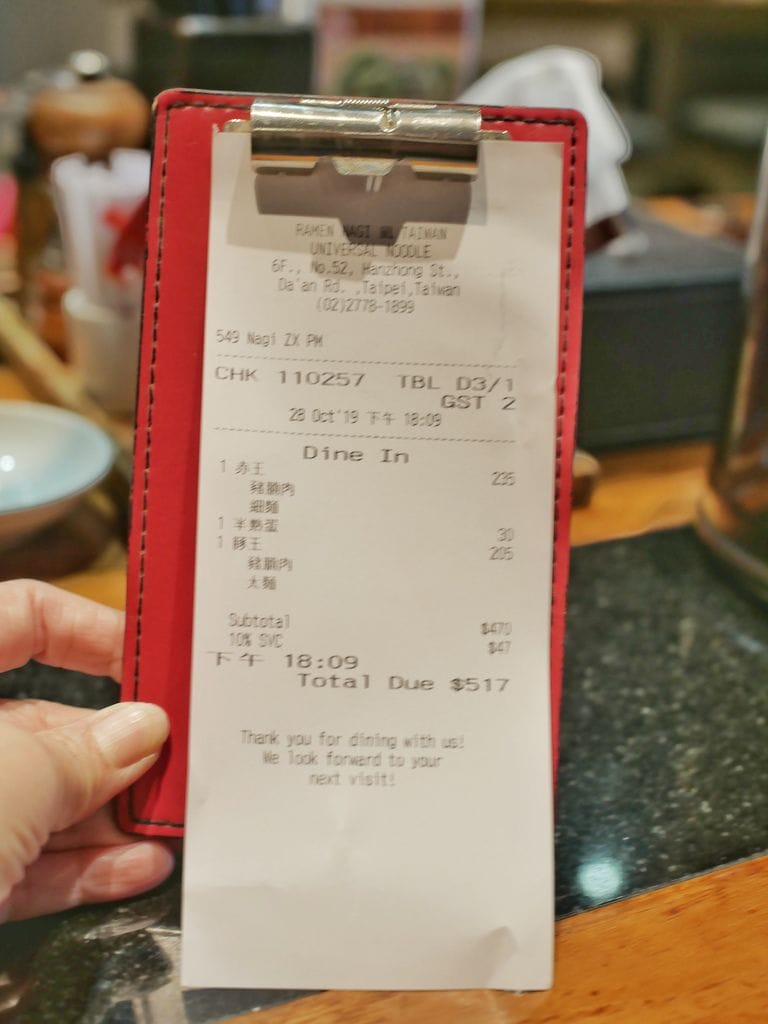 RAMEN NAGI TAIWAN
UNIVERSAL NOODLE
6F., No.52, Hanzhong St.,
Da'an Rd. ,Taipei,Taiwan
(02)2778-1899
549 Nagi ZX PM
CHK 110257 TBL D3/1
GST 2
28 Oct'19 下午 18:09
Dine In
1 赤王 235
豬腩肉
細麵
1 半熟蛋 30
1 豚王 205
豬腩肉
太麵
Subtotal $470
10% SVC $47
下午 18:09
Total Due $517
Thank you for dining with us!
We look forward to your
next visit!